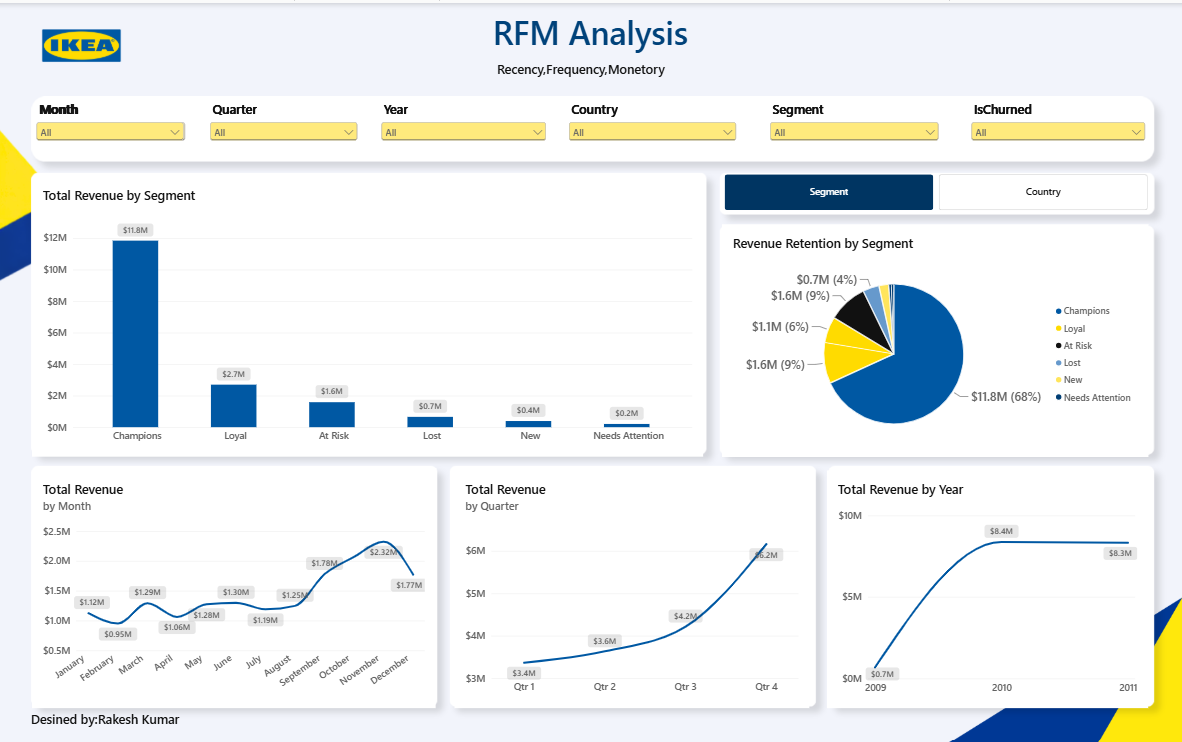 IKEA
RFM Analysis
Recency,Frequency,Monetory
Month Quarter Year Country Segment IsChurned
All All All All All All
Total Revenue by Segment
$12M
$10M
$8M
$6M
$4M
$2M
$0M
$11.8M
$2.7M
$1.6M
$0.7M
$0.4M
$0.2M
Champions Loyal At Risk Lost New Needs Attention
Segment Country
Revenue Retention by Segment
$0.7M (4%)
$1.6M (9%)
$1.1M (6%)
$1.6M (9%)
$11.8M (68%)
Champions
Loyal
At Risk
Lost
New
Needs Attention
Total Revenue
by Month
$2.5M
$2.0M
$1.5M
$1.0M
$0.5M
$1.12M
$0.95M
$1.29M
$1.06M
$1.28M
$1.30M
$1.19M
$1.25M
$1.78M
$2.32M
$1.77M
January February March April May June July August September October November December
Total Revenue
by Quarter
$6M
$5M
$4M
$3M
$3.4M
$3.6M
$4.2M
$6.2M
Qtr 1 Qtr 2 Qtr 3 Qtr 4
Total Revenue by Year
$10M
$5M
$0M
$0.7M
$8.4M
$8.3M
2009 2010 2011
Desined by:Rakesh Kumar